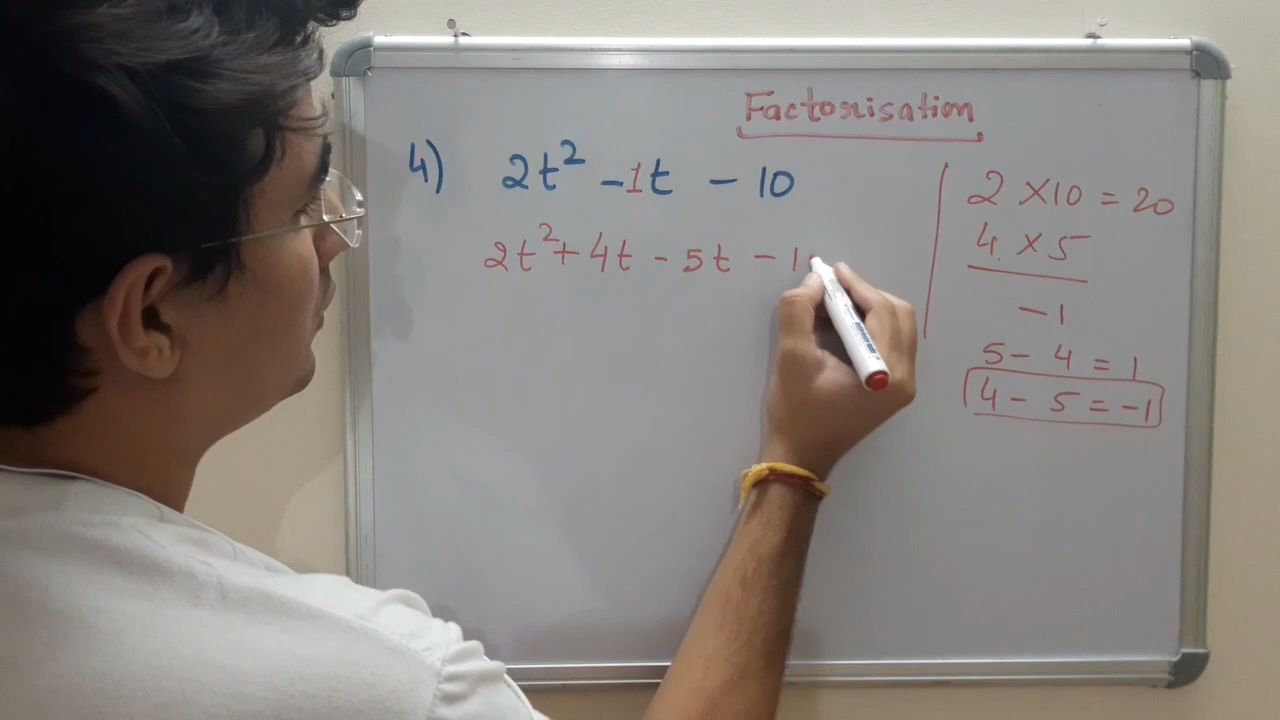 Factorisation
4) 2t² - 1t - 10
2t² + 4t - 5t - 1
2 × 10 = 20
4 × 5
-1
5 - 4 = 1
4 - 5 = -1